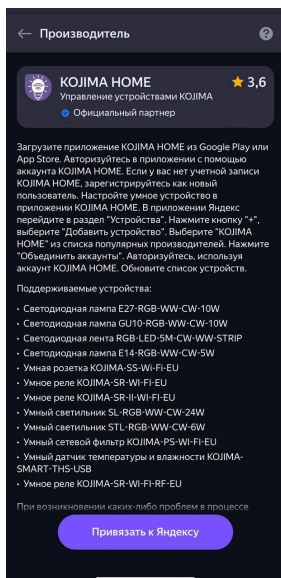 ← Производитель ?
KOJIMA HOME ★ 3,6
Управление устройствами KOJIMA
Официальный партнер
Загрузите приложение KOJIMA HOME из Google Play или
App Store. Авторизуйтесь в приложении с помощью
аккаунта KOJIMA HOME. Если у вас нет учетной записи
KOJIMA HOME, зарегистрируйтесь как новый
пользователь. Настройте умное устройство в
приложении KOJIMA HOME. В приложении Яндекс
перейдите в раздел "Устройства". Нажмите кнопку "+",
выберите "Добавить устройство". Выберите "KOJIMA
HOME" из списка популярных производителей. Нажмите
"Объединить аккаунты". Авторизуйтесь, используя
аккаунт KOJIMA HOME. Обновите список устройств.
Поддерживаемые устройства:
• Светодиодная лампа E27-RGB-WW-CW-10W
• Светодиодная лампа GU10-RGB-WW-CW-10W
• Светодиодная лента RGB-LED-5M-CW-WW-STRIP
• Светодиодная лампа E14-RGB-WW-CW-5W
• Умная розетка KOJIMA-SS-Wi-Fi-EU
• Умное реле KOJIMA-SR-WI-FI-EU
• Умное реле KOJIMA-SR-II-WI-FI-EU
• Умный светильник SL-RGB-WW-CW-24W
• Умный светильник STL-RGB-WW-CW-6W
• Умный сетевой фильтр KOJIMA-PS-WI-FI-EU
• Умный датчик температуры и влажности KOJIMA-
SMART-THS-USB
• Умное реле KOJIMA-SR-WI-FI-RF-EU
При возникновении каких-либо проблем в процессе
Привязать к Яндексу